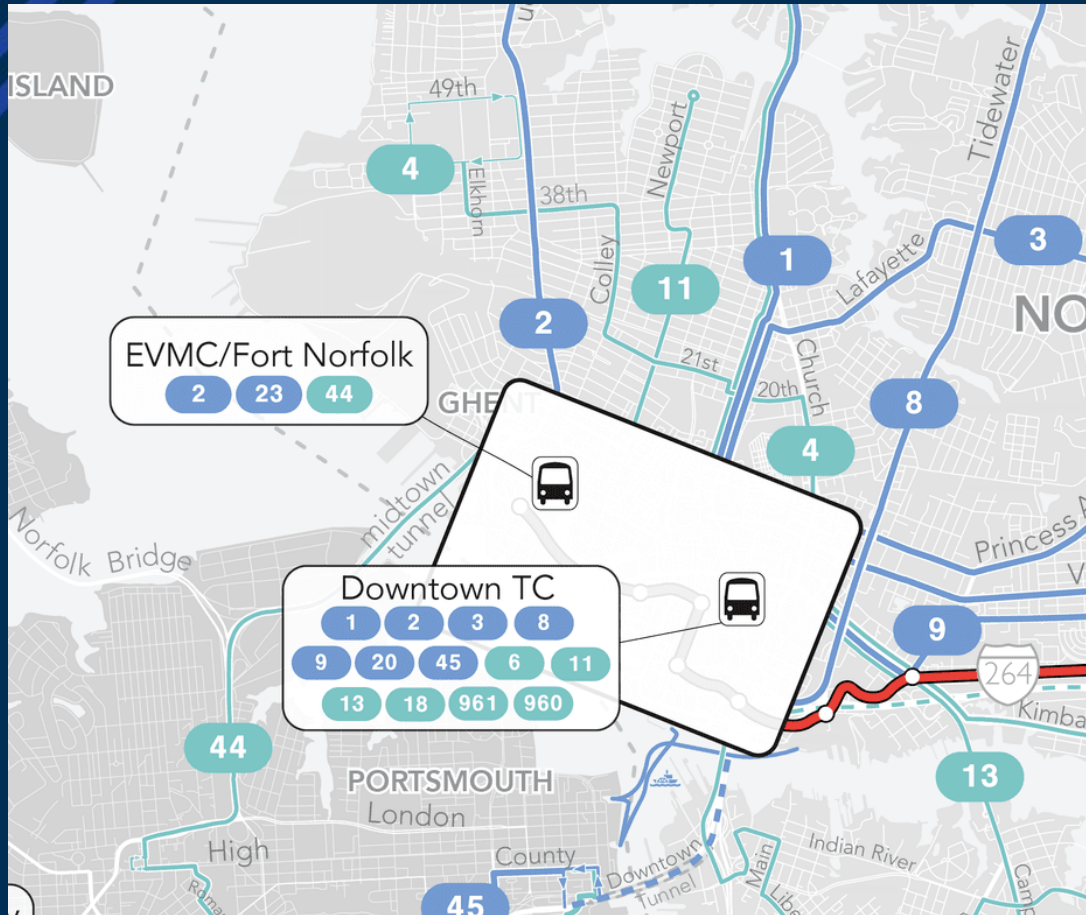 ISLAND
49th
4
Elkhorn
38th
Newport
Tidewater
Colley
1
Lafayette
3
11
NO
2
EVMC/Fort Norfolk
2 23 44
21st
Church
20th
GHENT
8
4
midtown
tunnel
Norfolk Bridge
Princess A
V
Downtown TC
1 2 3 8
9 20 45 6 11
13 18 961 960
9
264
Kimba
44
13
PORTSMOUTH
London
High
County
Downtown
Tunnel
Main
Indian River
Libe
Camp
Roma
45